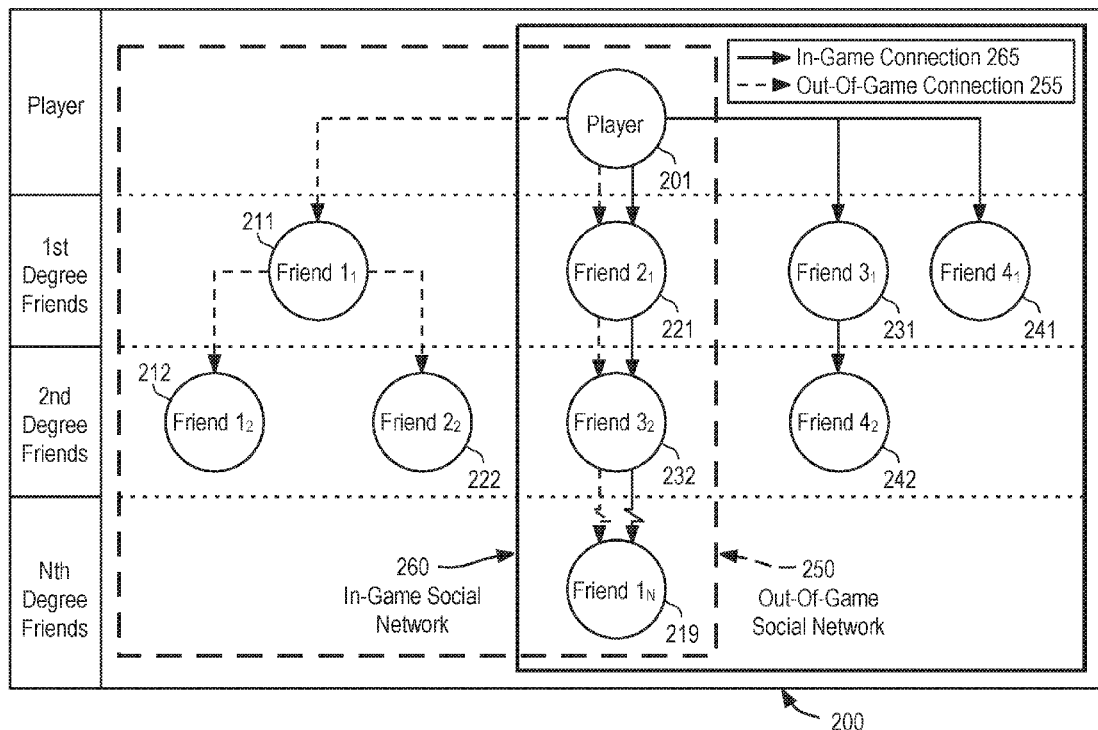 In-Game Connection 265
Out-Of-Game Connection 255
Player
Player
201
1st
Degree
Friends
211
Friend 1₁
Friend 2₁
221
Friend 3₁
231
Friend 4₁
241
2nd
Degree
Friends
212
Friend 1₂
Friend 2₂
222
Friend 3₂
232
Friend 4₂
242
Nth
Degree
Friends
260
In-Game Social
Network
Friend 1N
219
250
Out-Of-Game
Social Network
200